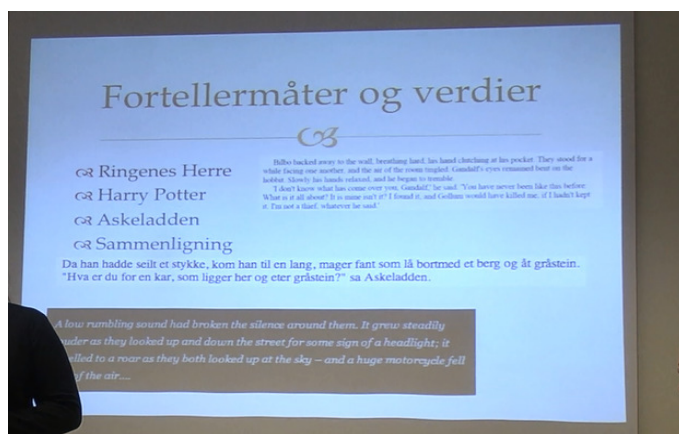 Fortellermåter og verdier
Ringenes Herre
Harry Potter
Askeladden
Sammenligning
Bilbo backed away to the wall, breathing hard, his hand clutching at his pocket. They stood for a
while facing one another, and the air of the room tingled. Gandalf's eyes remained bent on the
hobbit. Slowly his hands relaxed, and he began to tremble.
'I don't know what has come over you, Gandalf,' he said. 'You have never been like this before.
What is it all about? It is mine isn't it? I found it, and Gollum would have killed me, if I hadn't kept
it. I'm not a thief, whatever he said.'
Da han hadde seilt et stykke, kom han til en lang, mager fant som lå bortmed et berg og åt gråstein.
"Hva er du for en kar, som ligger her og eter gråstein?" sa Askeladden.
A low rumbling sound had broken the silence around them. It grew steadily
uder as they looked up and down the street for some sign of a headlight; it
elled to a roar as they both looked up at the sky – and a huge motorcycle fell
of the air....